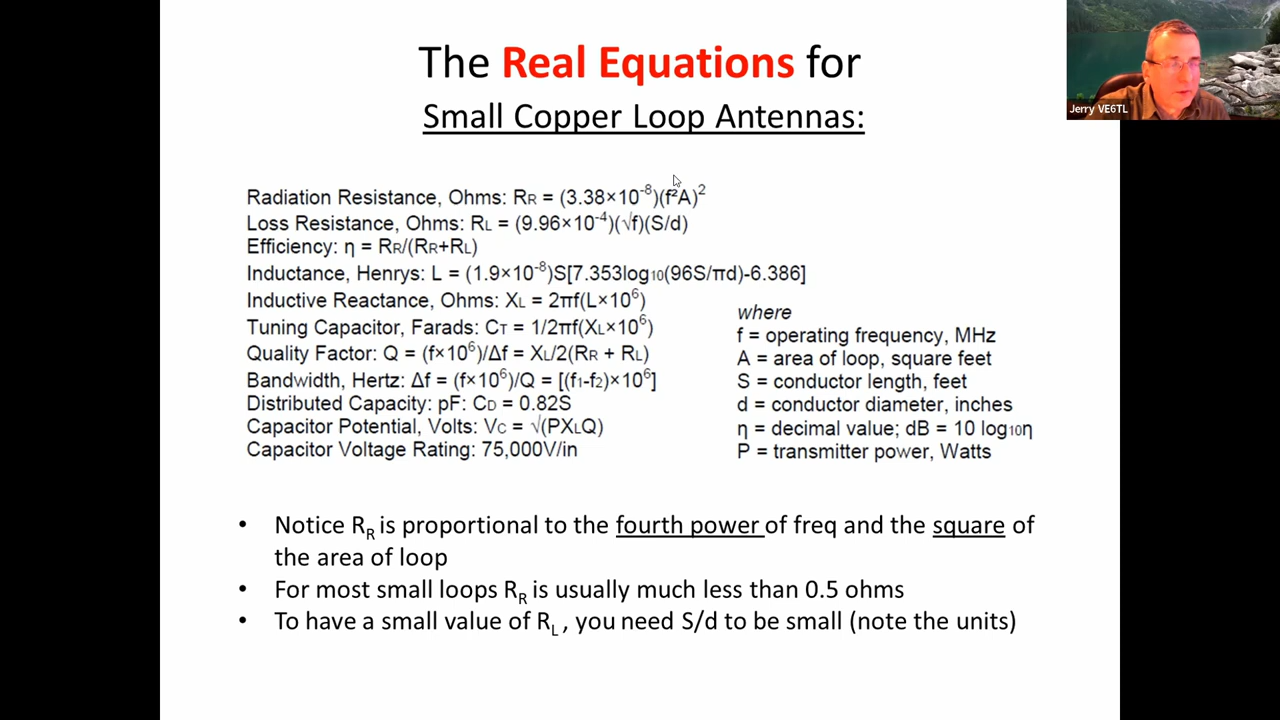 The Real Equations for
Small Copper Loop Antennas:
Jerry VE6TL
Radiation Resistance, Ohms: RR = (3.38×10⁻⁸)(f²A)²
Loss Resistance, Ohms: RL = (9.96×10⁻⁴)(√f)(S/d)
Efficiency: η = RR/(RR+RL)
Inductance, Henrys: L = (1.9×10⁻⁸)S[7.353log₁₀(96S/πd)-6.386]
Inductive Reactance, Ohms: XL = 2πf(L×10⁶)
Tuning Capacitor, Farads: CT = 1/2πf(XL×10⁶)
Quality Factor: Q = (f×10⁶)/Δf = XL/2(RR + RL)
Bandwidth, Hertz: Δf = (f×10⁶)/Q = [(f₁-f₂)×10⁶]
Distributed Capacity: pF: CD = 0.82S
Capacitor Potential, Volts: VC = √(PXLQ)
Capacitor Voltage Rating: 75,000V/in
where
f = operating frequency, MHz
A = area of loop, square feet
S = conductor length, feet
d = conductor diameter, inches
η = decimal value; dB = 10 log₁₀η
P = transmitter power, Watts
• Notice RR is proportional to the fourth power of freq and the square of
the area of loop
• For most small loops RR is usually much less than 0.5 ohms
• To have a small value of RL , you need S/d to be small (note the units)